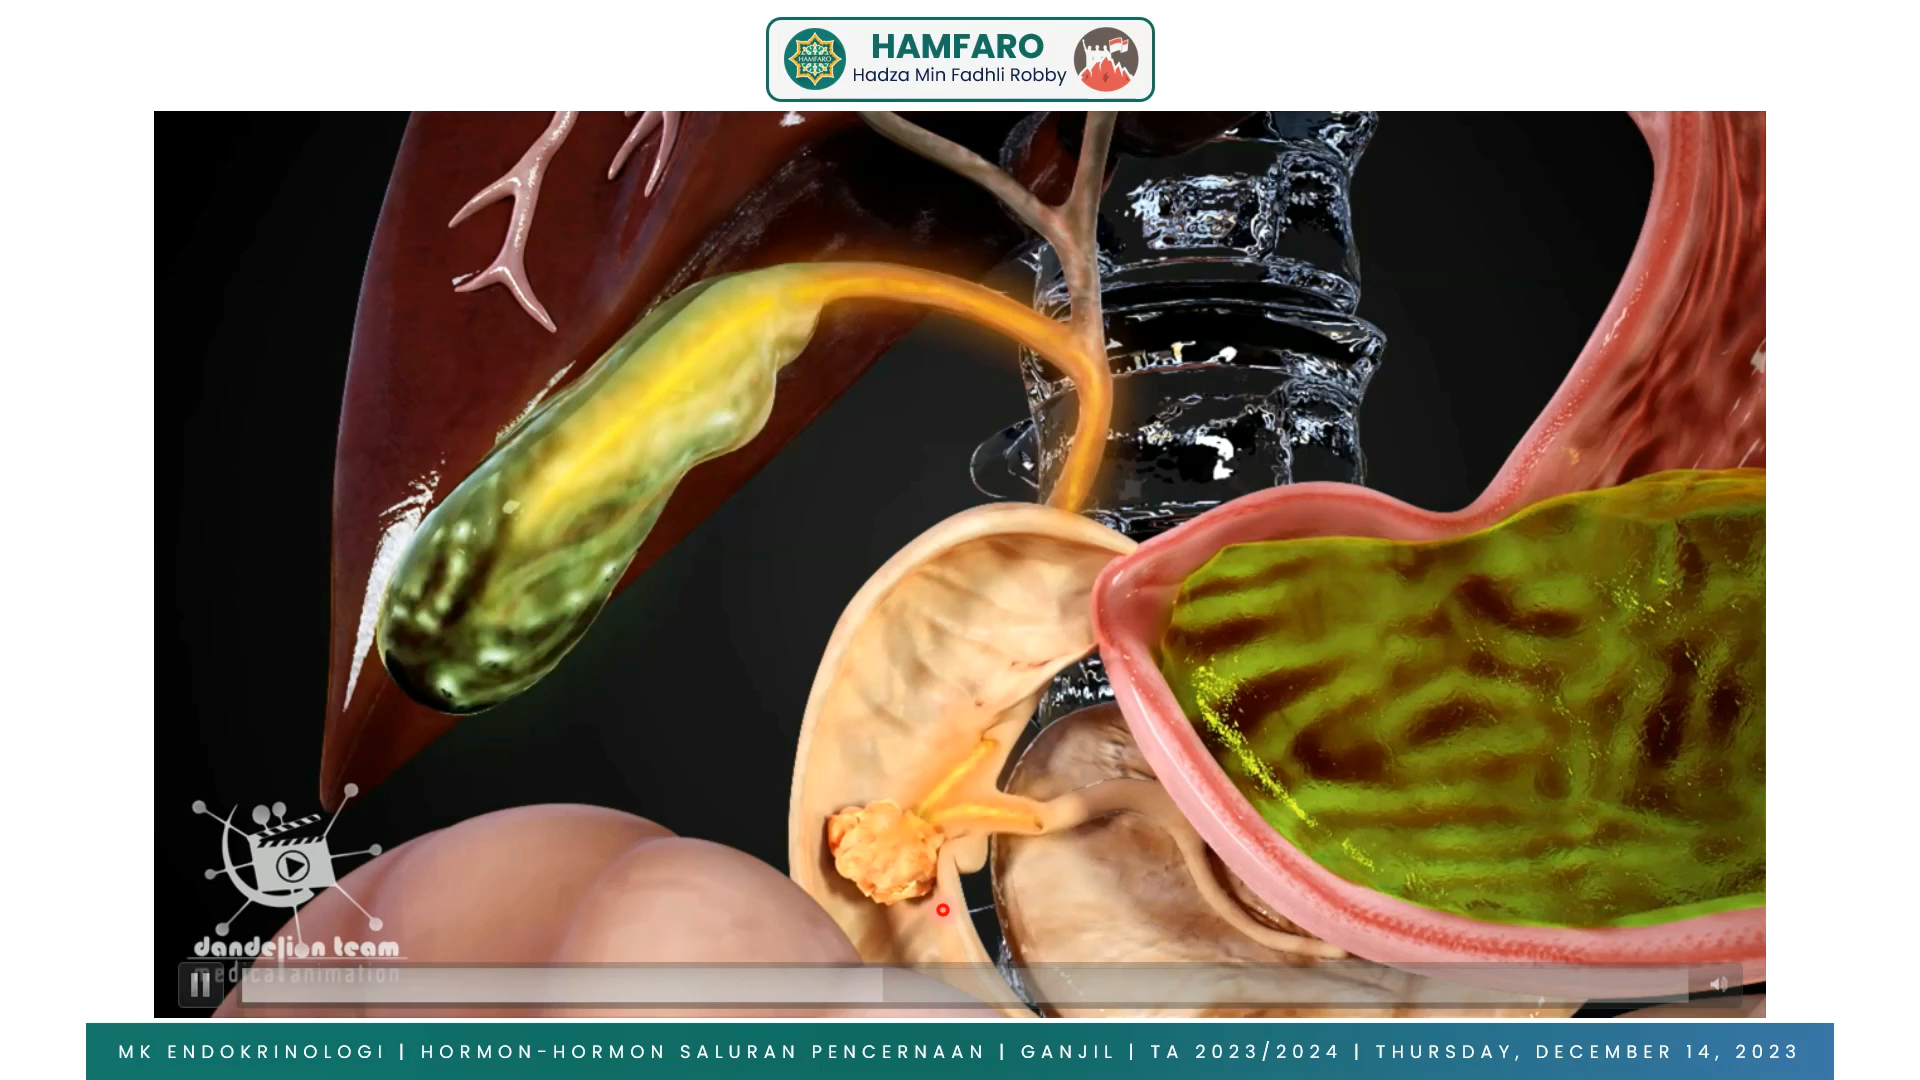 HAMFARO
HAMFARO
Hadza Min Fadhli Robby
dandelion team
medical animation
MK ENDOKRINOLOGI | HORMON-HORMON SALURAN PENCERNAAN | GANJIL | TA 2023/2024 | THURSDAY, DECEMBER 14, 2023